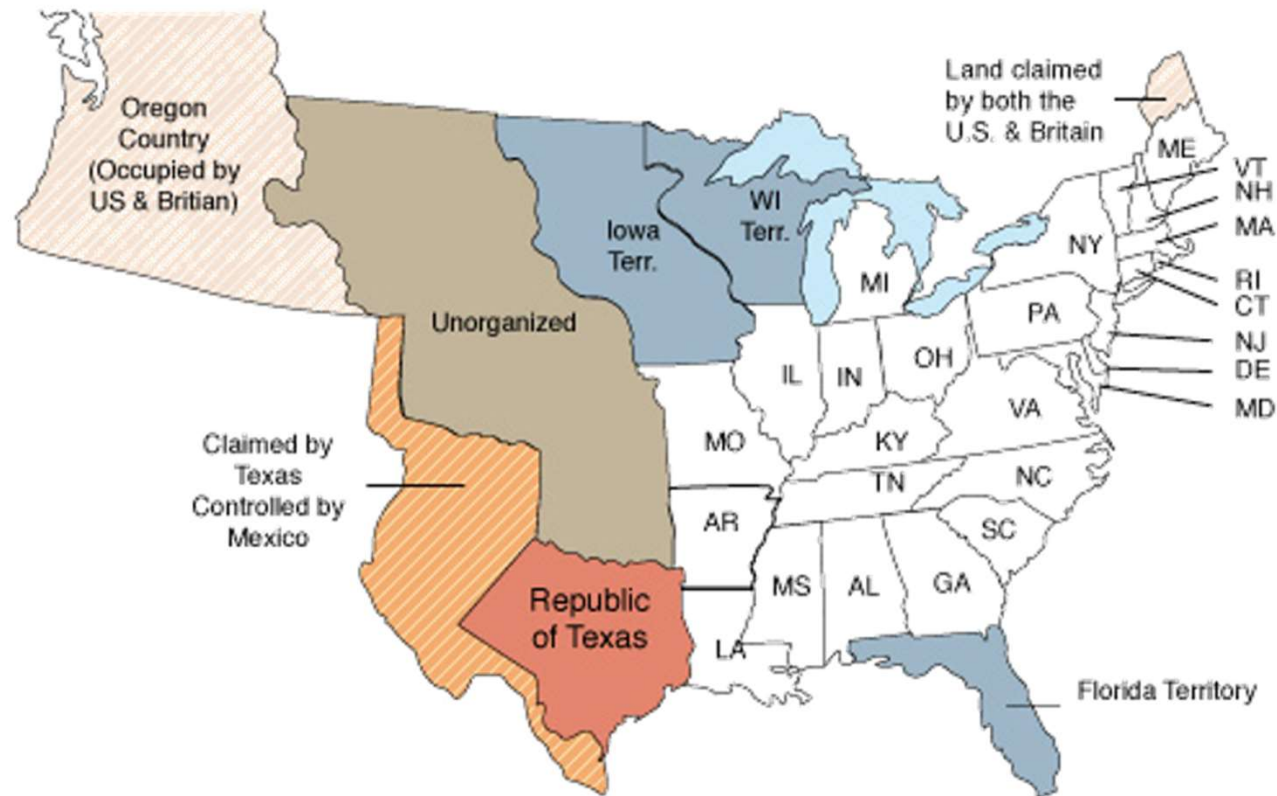 Oregon
Country
(Occupied by
US & Britian)
Land claimed
by both the
U.S. & Britain
ME
VT
NH
MA
RI
CT
NJ
DE
MD
WI
Terr.
Iowa
Terr.
NY
MI
PA
Unorganized
IL
IN
OH
VA
Claimed by
Texas
Controlled by
Mexico
MO
KY
TN
NC
AR
SC
MS
AL
GA
Republic
of Texas
LA
Florida Territory